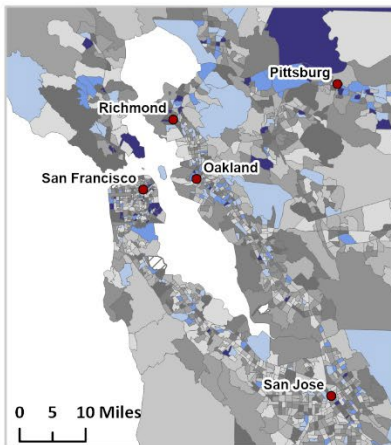 Pittsburg
Richmond
Oakland
San Francisco
San Jose
0 5 10 Miles